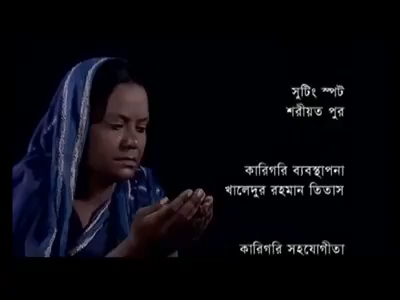 সুটিং স্পট
শরীয়ত পুর
কারিগরি ব্যবস্থাপনা
খালেদুর রহমান তিতাস
কারিগরি সহযোগীতা